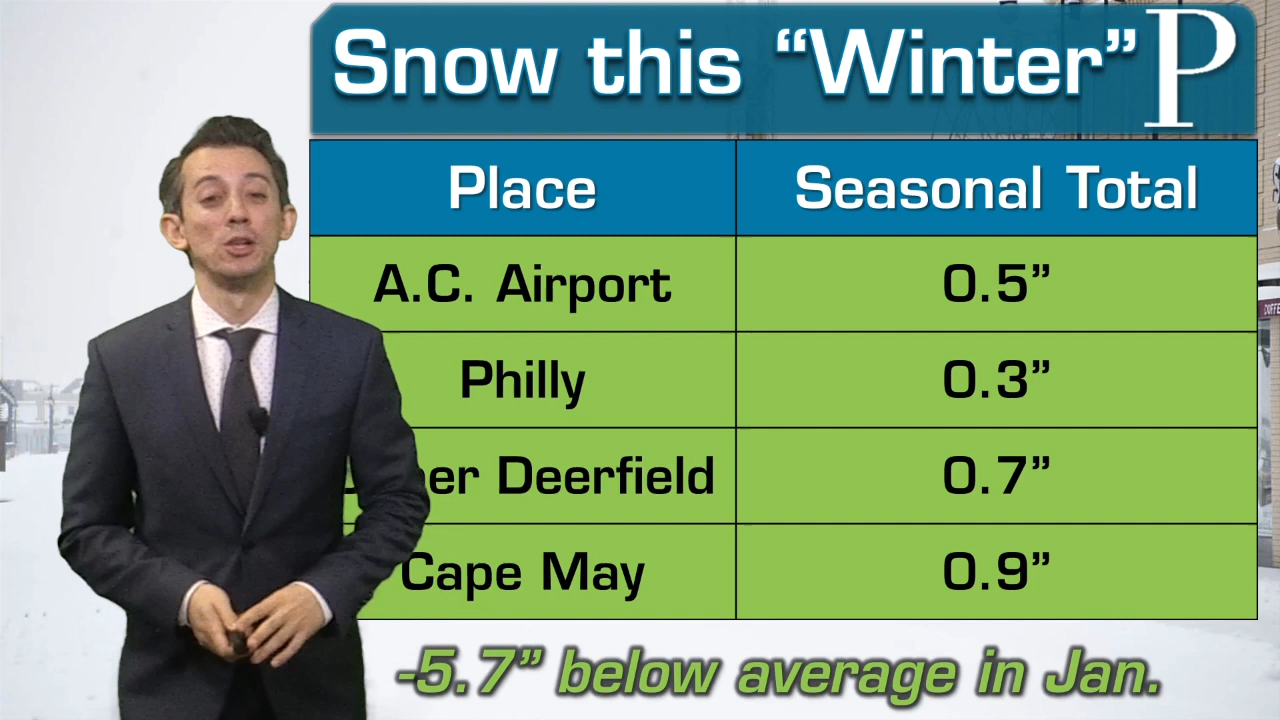 Snow this “Winter” P
Place Seasonal Total
A.C. Airport 0.5”
Philly 0.3”
Deerfield 0.7”
Cape May 0.9”
-5.7” below average in Jan.